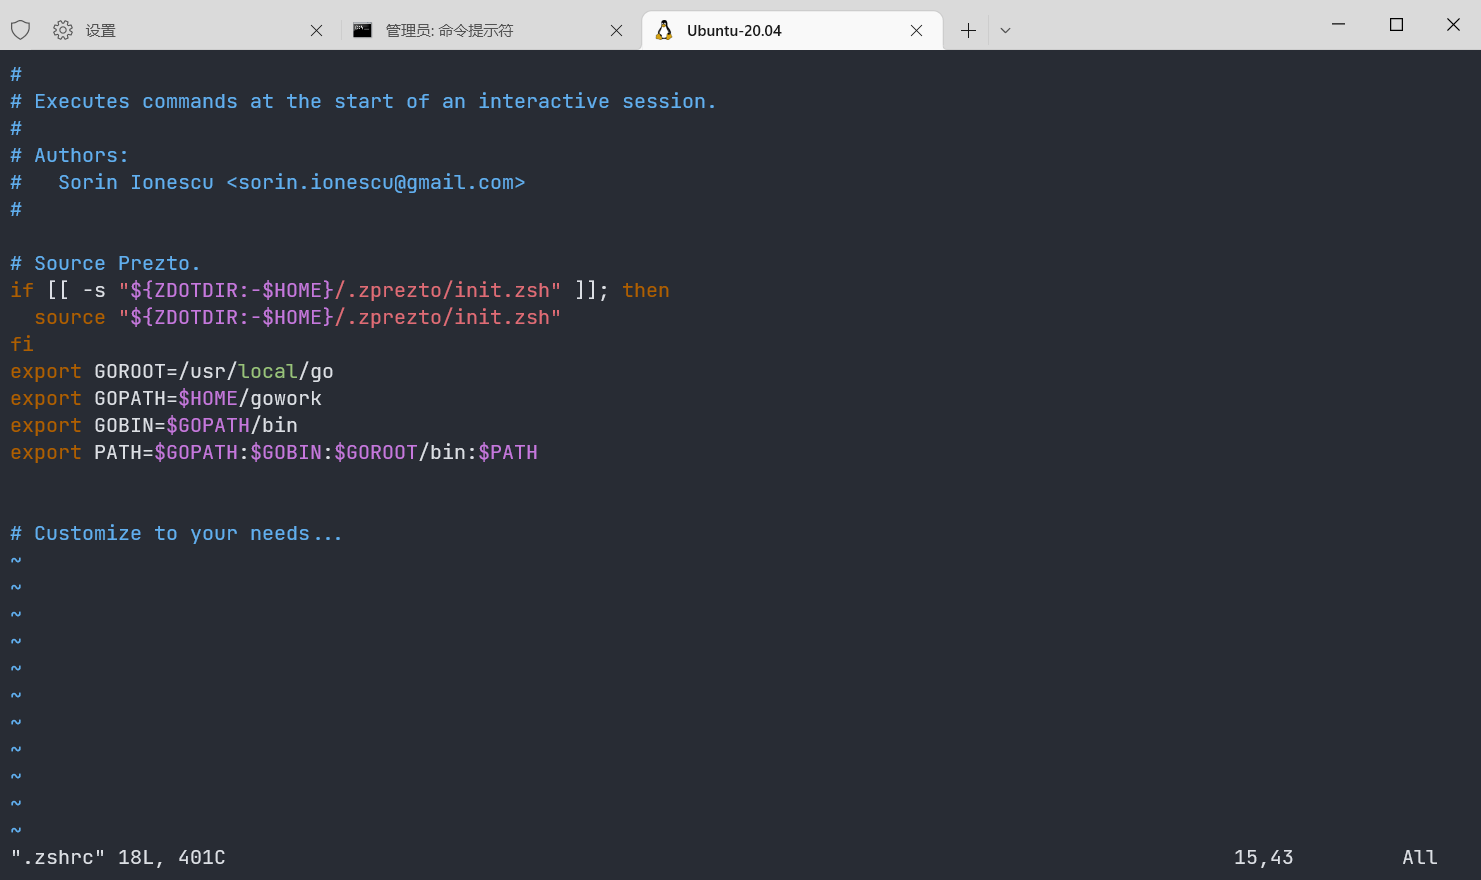 设置
管理员: 命令提示符
Ubuntu-20.04
#
# Executes commands at the start of an interactive session.
#
# Authors:
#   Sorin Ionescu <sorin.ionescu@gmail.com>
#
# Source Prezto.
if [[ -s "${ZDOTDIR:-$HOME}/.zprezto/init.zsh" ]]; then
  source "${ZDOTDIR:-$HOME}/.zprezto/init.zsh"
fi
export GOROOT=/usr/local/go
export GOPATH=$HOME/gowork
export GOBIN=$GOPATH/bin
export PATH=$GOPATH:$GOBIN:$GOROOT/bin:$PATH
# Customize to your needs...
~
~
~
~
~
~
~
~
~
~
~
".zshrc" 18L, 401C 15,43 All